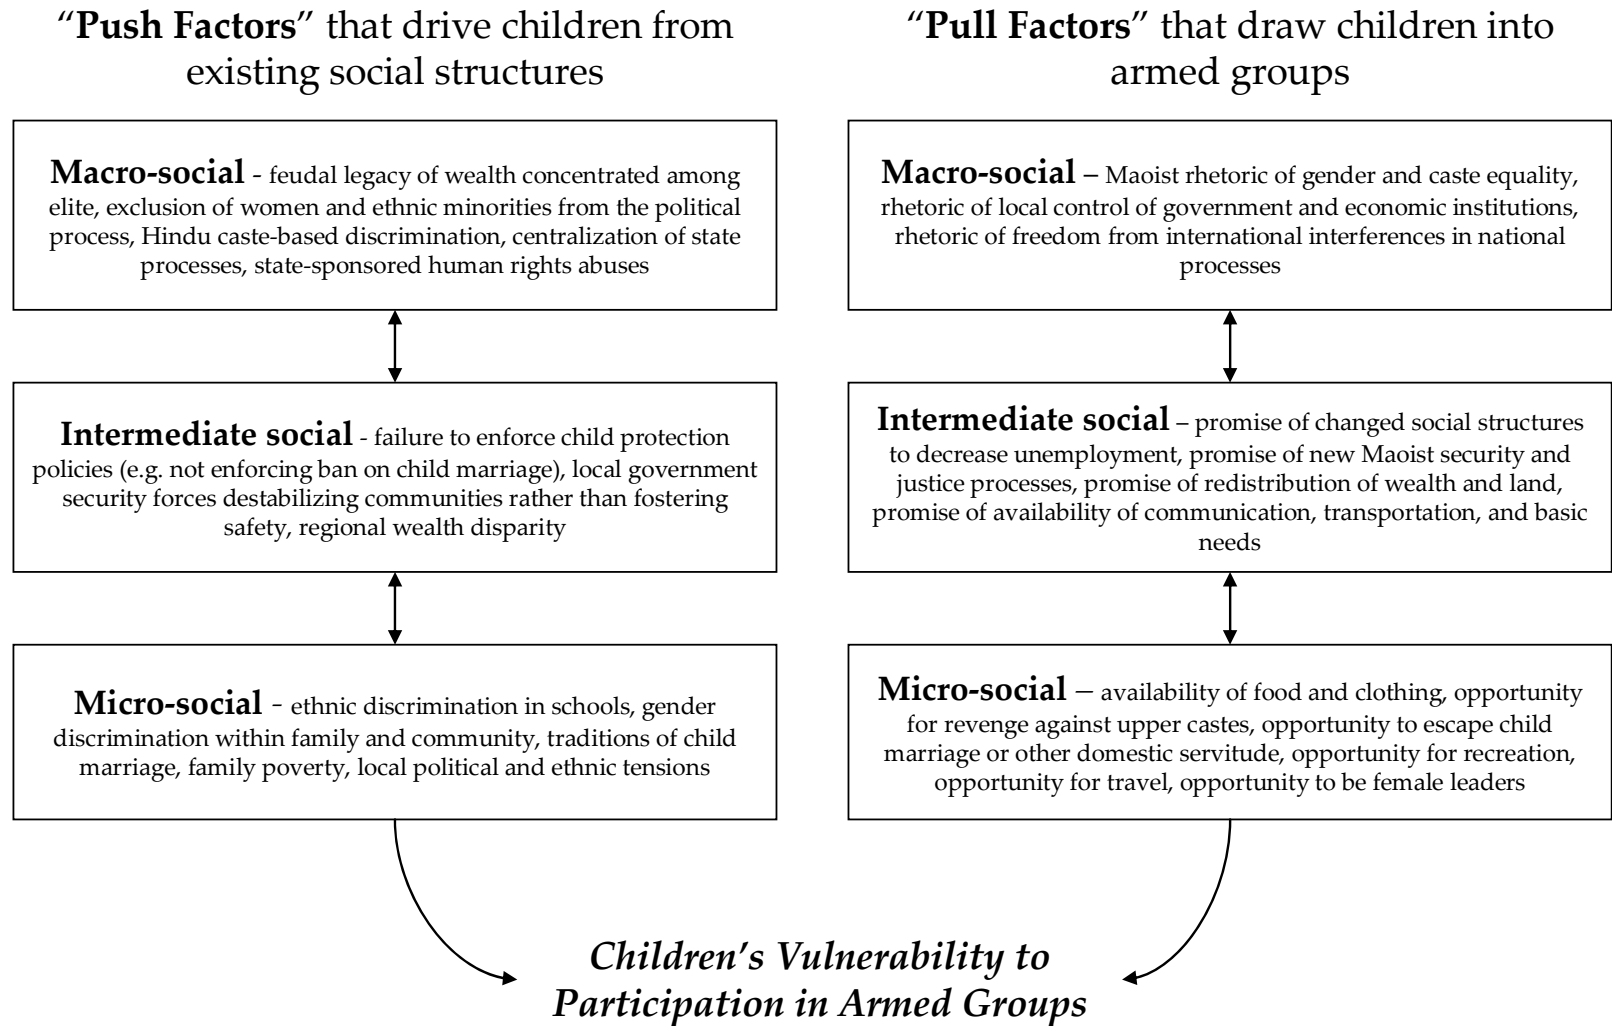 “Push Factors” that drive children from
existing social structures
Macro-social - feudal legacy of wealth concentrated among
elite, exclusion of women and ethnic minorities from the political
process, Hindu caste-based discrimination, centralization of state
processes, state-sponsored human rights abuses
Intermediate social - failure to enforce child protection
policies (e.g. not enforcing ban on child marriage), local government
security forces destabilizing communities rather than fostering
safety, regional wealth disparity
Micro-social - ethnic discrimination in schools, gender
discrimination within family and community, traditions of child
marriage, family poverty, local political and ethnic tensions
“Pull Factors” that draw children into
armed groups
Macro-social – Maoist rhetoric of gender and caste equality,
rhetoric of local control of government and economic institutions,
rhetoric of freedom from international interferences in national
processes
Intermediate social – promise of changed social structures
to decrease unemployment, promise of new Maoist security and
justice processes, promise of redistribution of wealth and land,
promise of availability of communication, transportation, and basic
needs
Micro-social – availability of food and clothing, opportunity
for revenge against upper castes, opportunity to escape child
marriage or other domestic servitude, opportunity for recreation,
opportunity for travel, opportunity to be female leaders
Children’s Vulnerability to
Participation in Armed Groups